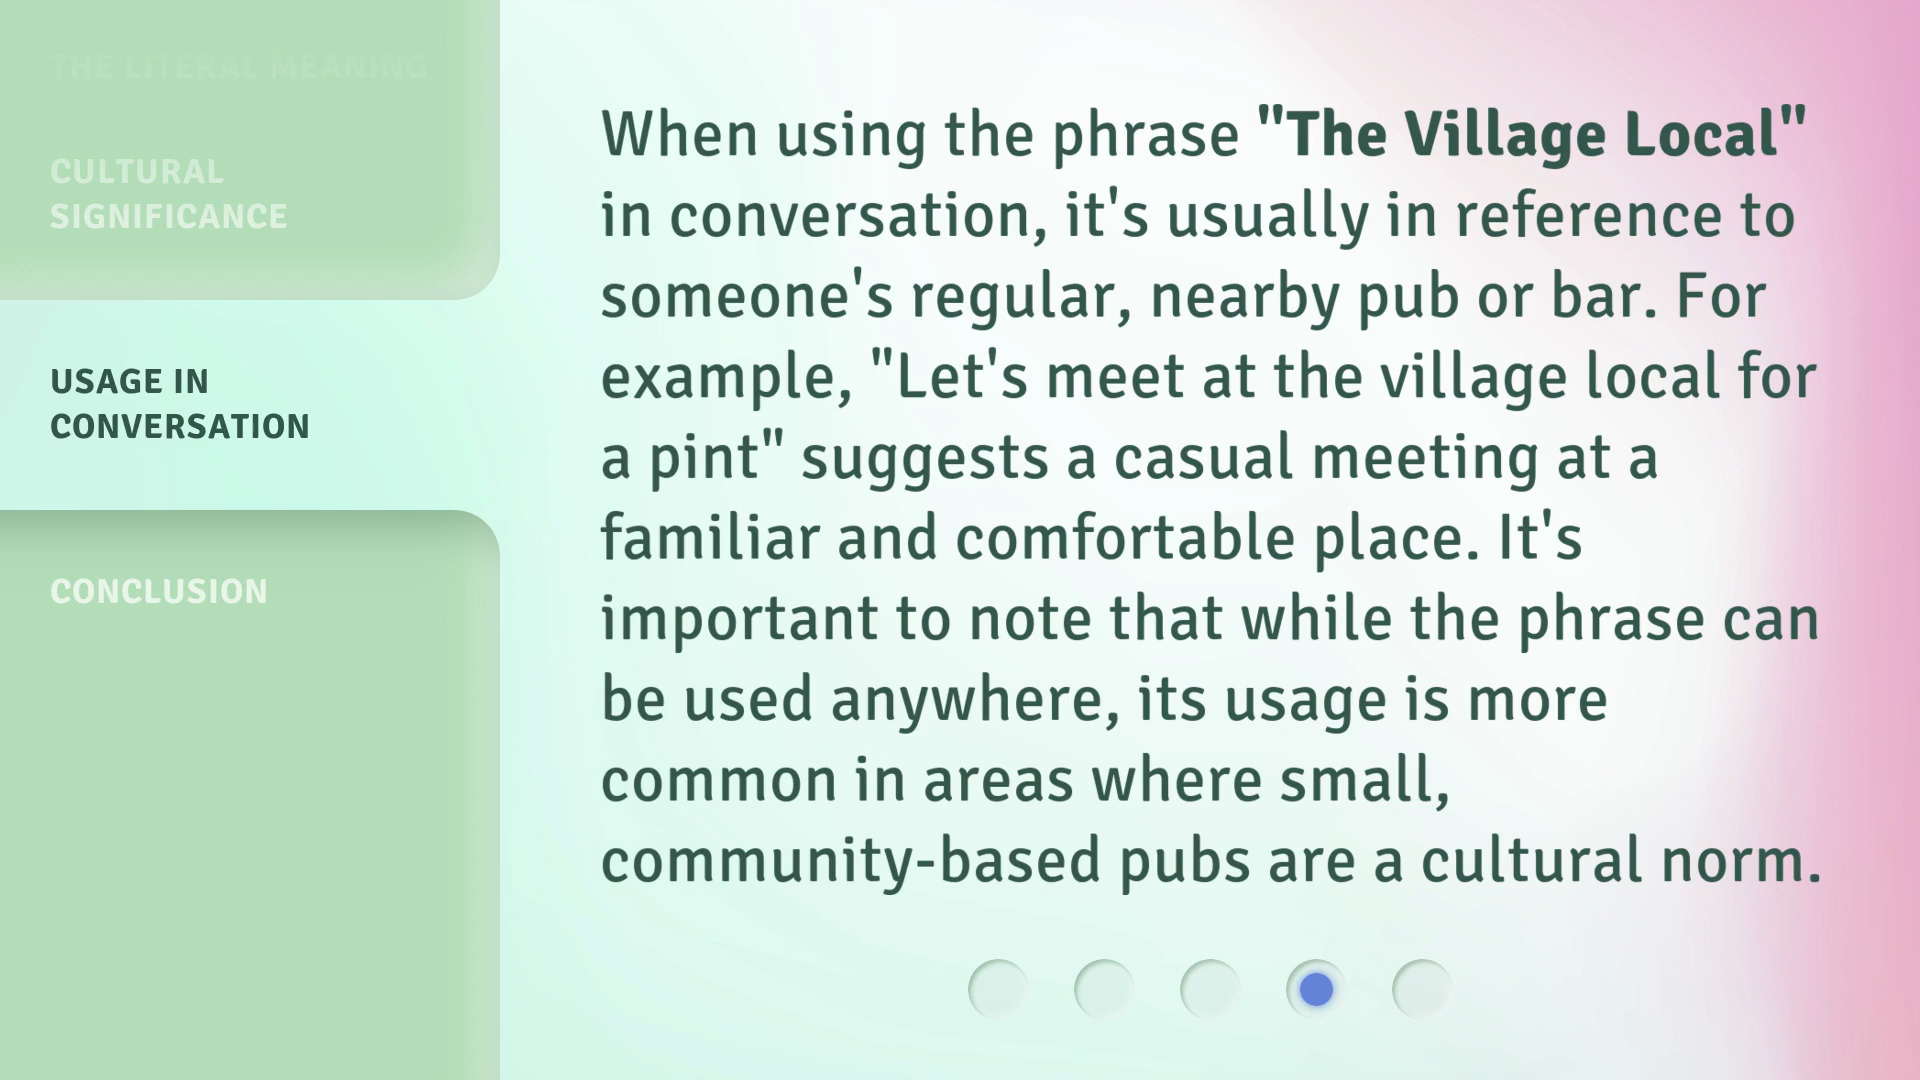 THE LITERAL MEANING
CULTURAL
SIGNIFICANCE
USAGE IN
CONVERSATION
CONCLUSION
When using the phrase "The Village Local"
in conversation, it's usually in reference to
someone's regular, nearby pub or bar. For
example, "Let's meet at the village local for
a pint" suggests a casual meeting at a
familiar and comfortable place. It's
important to note that while the phrase can
be used anywhere, its usage is more
common in areas where small,
community-based pubs are a cultural norm.